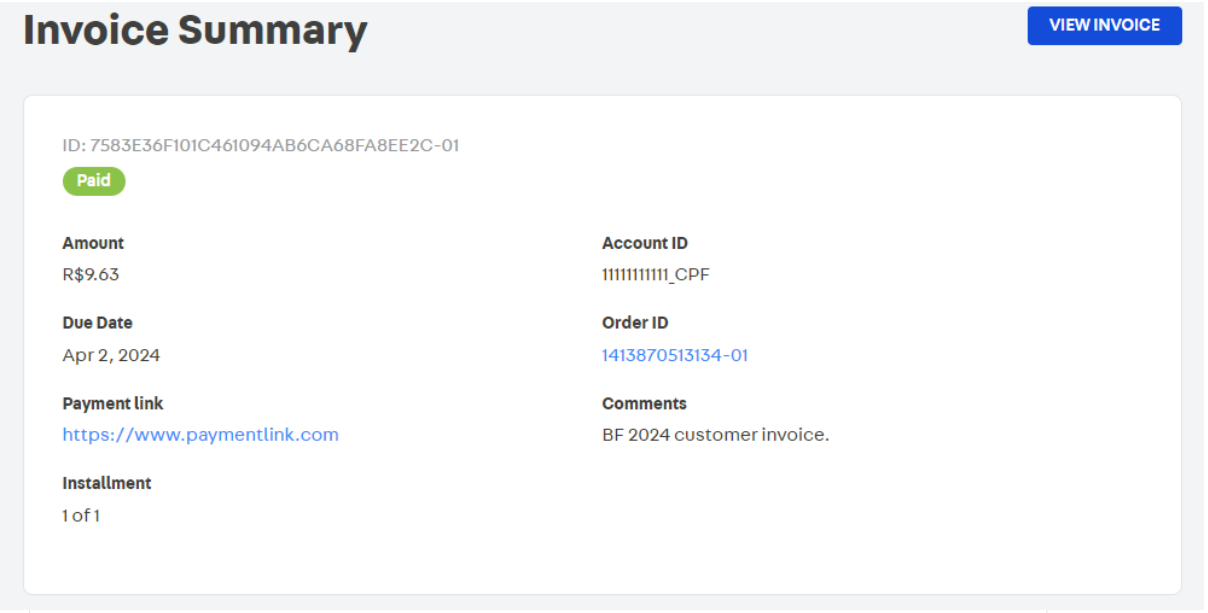 Invoice Summary
VIEW INVOICE
ID: 7583E36F101C461094AB6CA68FA8EE2C-01
Paid
Amount
R$9.63
Account ID
11111111111_CPF
Due Date
Apr 2, 2024
Order ID
1413870513134-01
Payment link
https://www.paymentlink.com
Comments
BF 2024 customer invoice.
Installment
1 of 1